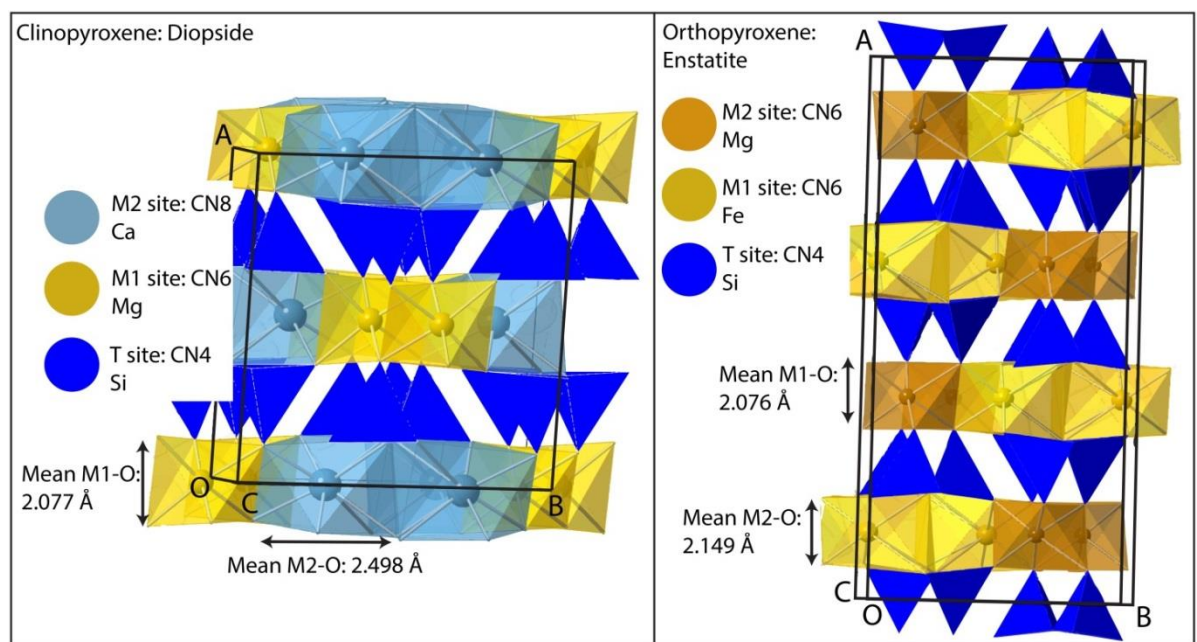 Clinopyroxene: Diopside
A
M2 site: CN8
Ca
M1 site: CN6
Mg
T site: CN4
Si
Mean M1-O:
2.077 Å
O
C
B
Mean M2-O: 2.498 Å
Orthopyroxene:
Enstatite
A
M2 site: CN6
Mg
M1 site: CN6
Fe
T site: CN4
Si
Mean M1-O:
2.076 Å
Mean M2-O:
2.149 Å
C
O
B